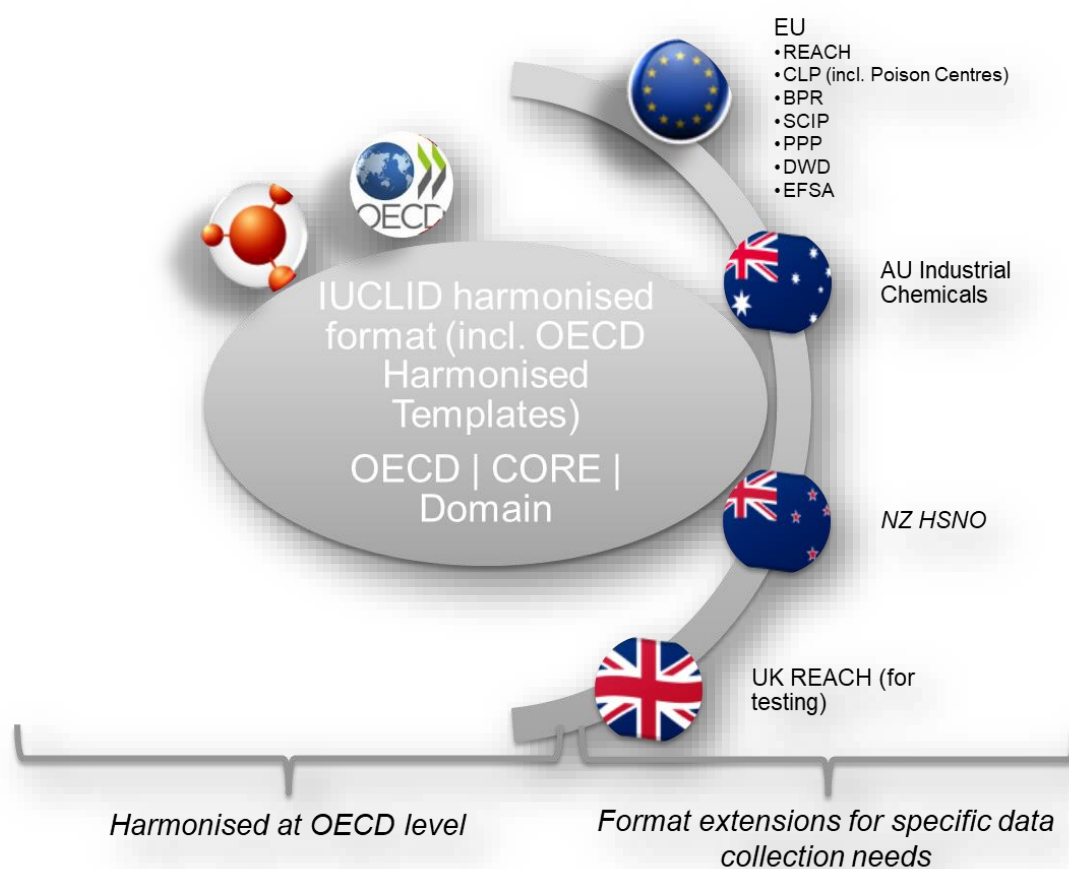 EU
•REACH
•CLP (incl. Poison Centres)
•BPR
•SCIP
•PPP
•DWD
•EFSA
OECD
IUCLID harmonised
format (incl. OECD
Harmonised
Templates)
OECD | CORE |
Domain
AU Industrial
Chemicals
NZ HSNO
UK REACH (for
testing)
Harmonised at OECD level
Format extensions for specific data
collection needs